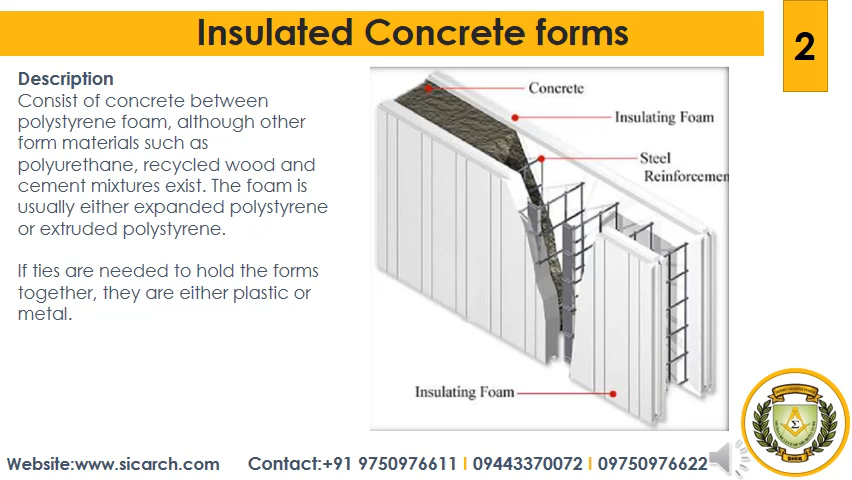 Insulated Concrete forms
2
Description
Consist of concrete between
polystyrene foam, although other
form materials such as
polyurethane, recycled wood and
cement mixtures exist. The foam is
usually either expanded polystyrene
or extruded polystyrene.
If ties are needed to hold the forms
together, they are either plastic or
metal.
Concrete
Insulating Foam
Steel
Reinforcemen
Insulating Foam
Website:www.sicarch.com Contact:+91 9750976611 I 09443370072 I 09750976622